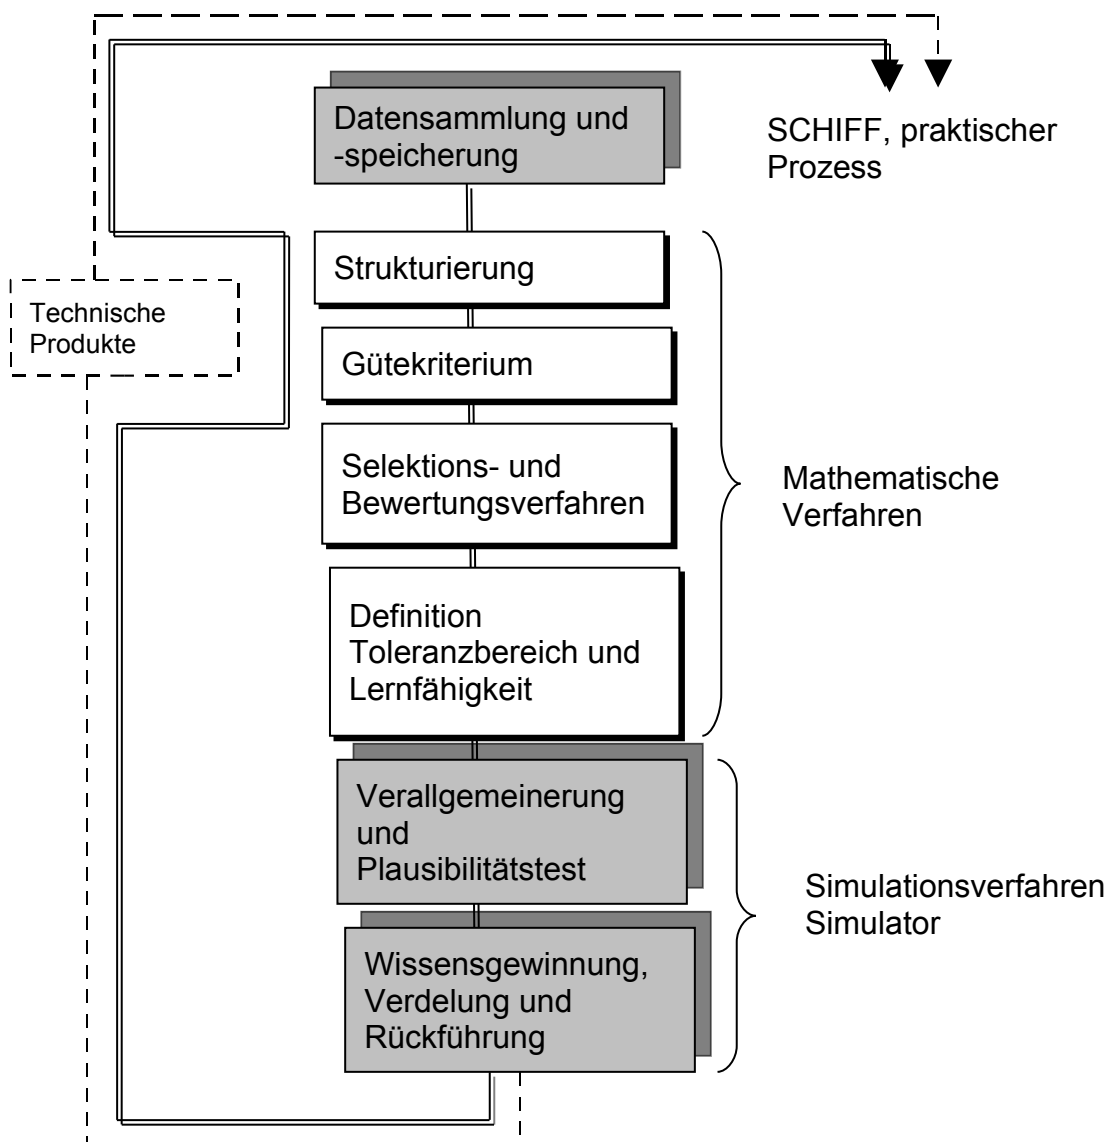 Datensammlung und
-speicherung
SCHIFF, praktischer
Prozess
Strukturierung
Technische
Produkte
Gütekriterium
Selektions- und
Bewertungsverfahren
Mathematische
Verfahren
Definition
Toleranzbereich und
Lernfähigkeit
Verallgemeinerung
und
Plausibilitätstest
Simulationsverfahren
Simulator
Wissensgewinnung,
Verdelung und
Rückführung